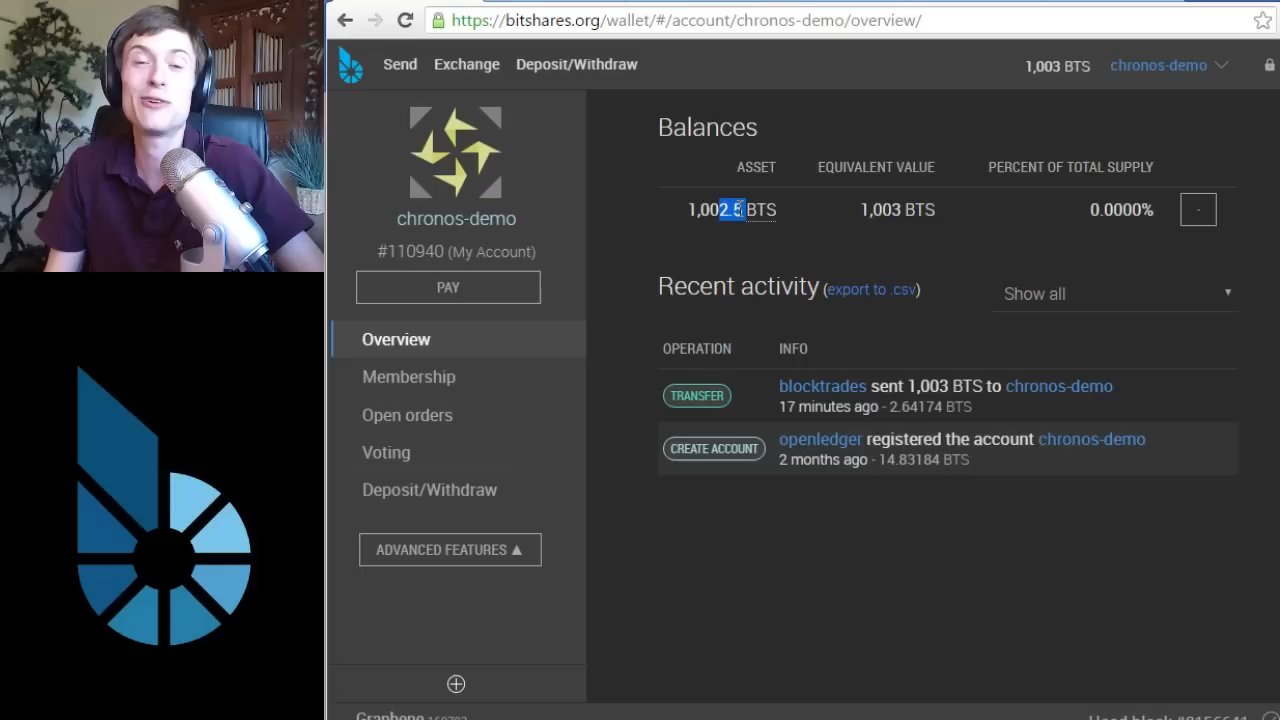 https://bitshares.org/wallet/#/account/chronos-demo/overview/
Send Exchange Deposit/Withdraw 1,003 BTS chronos-demo
chronos-demo
#110940 (My Account)
PAY
Overview
Membership
Open orders
Voting
Deposit/Withdraw
ADVANCED FEATURES
Balances
ASSET EQUIVALENT VALUE PERCENT OF TOTAL SUPPLY
1,002.5 BTS 1,003 BTS 0.0000% -
Recent activity (export to .csv) Show all
OPERATION INFO
TRANSFER blocktrades sent 1,003 BTS to chronos-demo
17 minutes ago - 2.64174 BTS
CREATE ACCOUNT openledger registered the account chronos-demo
2 months ago - 14.83184 BTS
Graphene Head block